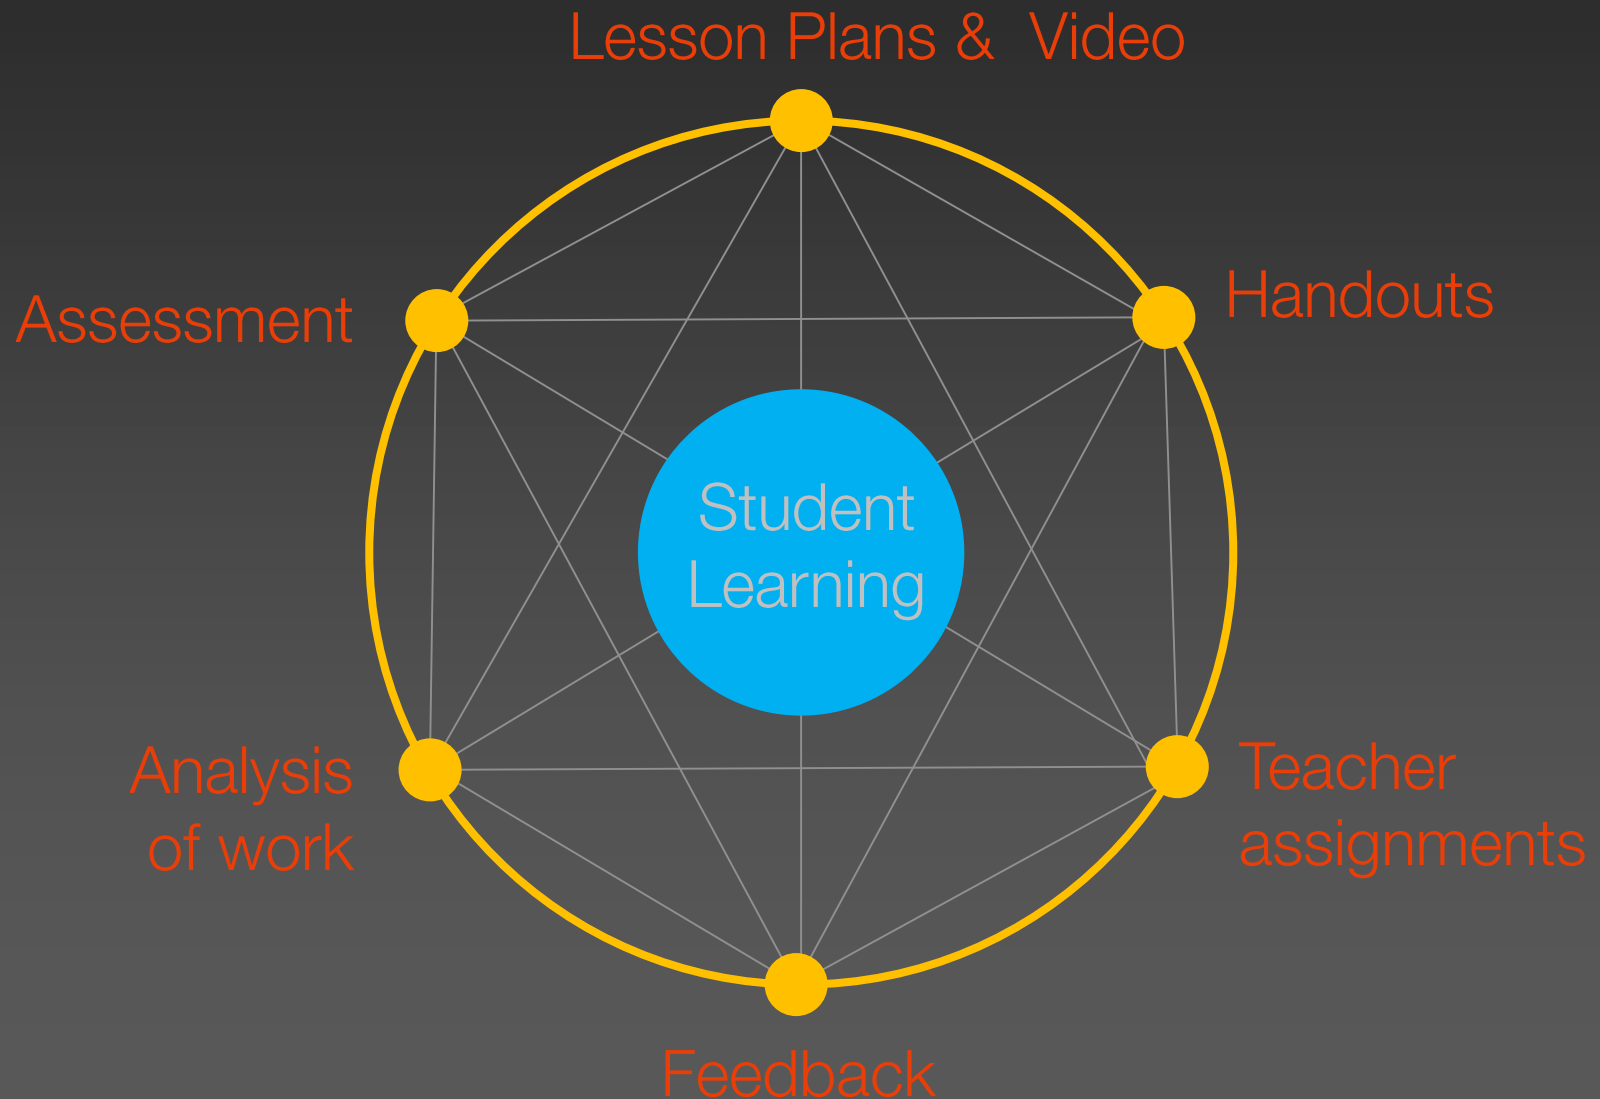 Lesson Plans & Video
Assessment
Handouts
Student
Learning
Analysis
of work
Teacher
assignments
Feedback